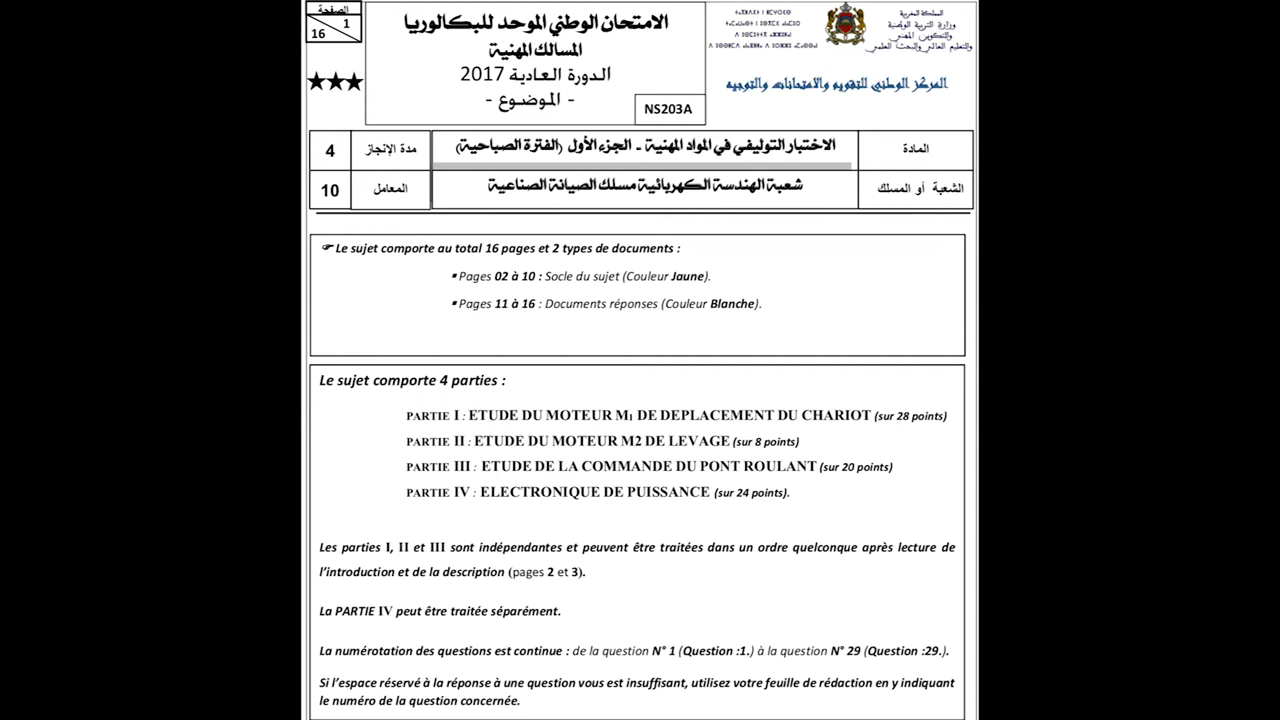 الصفحة
1
16
★★★
الامتحان الوطني الموحد للبكالوريا
المسالك المهنية
الدورة العادية 2017
- الموضوع -
NS203A
المملكة المغربية
وزارة التربية الوطنية
والتكوين المهني
والتعليم العالي والبحث العلمي
المركز الوطني للتقويم والامتحانات والتوجيه
المادة
الاختبار التوليفي في المواد المهنية - الجزء الأول (الفترة الصباحية)
مدة الإنجاز
4
الشعبة أو المسلك
شعبة الهندسة الكهربائية مسلك الصيانة الصناعية
المعامل
10
☞ Le sujet comporte au total 16 pages et 2 types de documents :
▪ Pages 02 à 10 : Socle du sujet (Couleur Jaune).
▪ Pages 11 à 16 : Documents réponses (Couleur Blanche).
Le sujet comporte 4 parties :
PARTIE I : ETUDE DU MOTEUR M1 DE DEPLACEMENT DU CHARIOT (sur 28 points)
PARTIE II : ETUDE DU MOTEUR M2 DE LEVAGE (sur 8 points)
PARTIE III : ETUDE DE LA COMMANDE DU PONT ROULANT (sur 20 points)
PARTIE IV : ELECTRONIQUE DE PUISSANCE (sur 24 points).
Les parties I, II et III sont indépendantes et peuvent être traitées dans un ordre quelconque après lecture de
l'introduction et de la description (pages 2 et 3).
La PARTIE IV peut être traitée séparément.
La numérotation des questions est continue : de la question N° 1 (Question :1.) à la question N° 29 (Question :29.).
Si l'espace réservé à la réponse à une question vous est insuffisant, utilisez votre feuille de rédaction en y indiquant
le numéro de la question concernée.